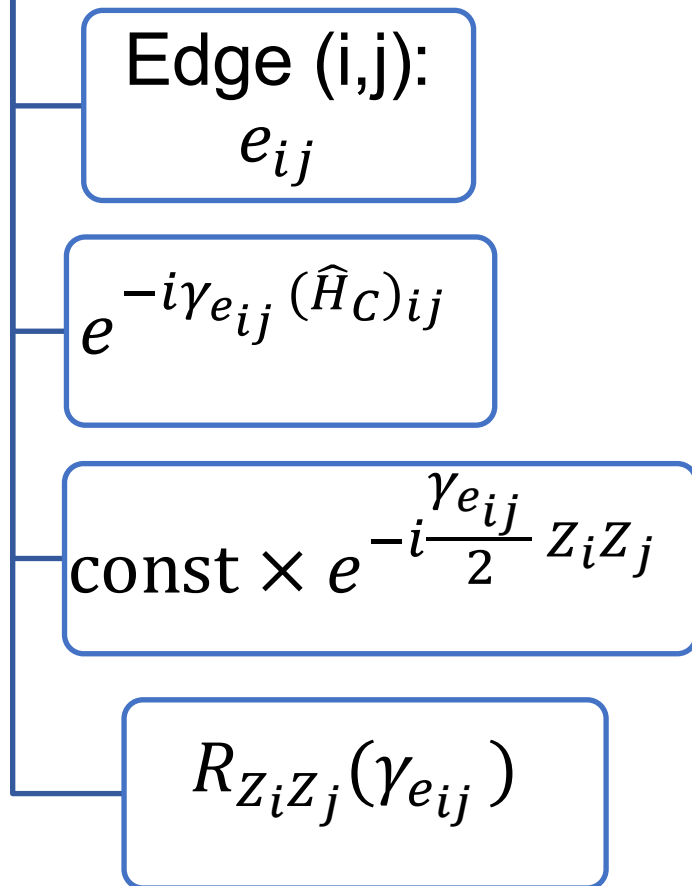 Edge (i,j):
e_{ij}
e^{-iγ_{e_{ij}} (Ĥ_C)_{ij}}
const × e^{-i\frac{γ_{e_{ij}}}{2} Z_i Z_j}
R_{Z_i Z_j}(γ_{e_{ij}})